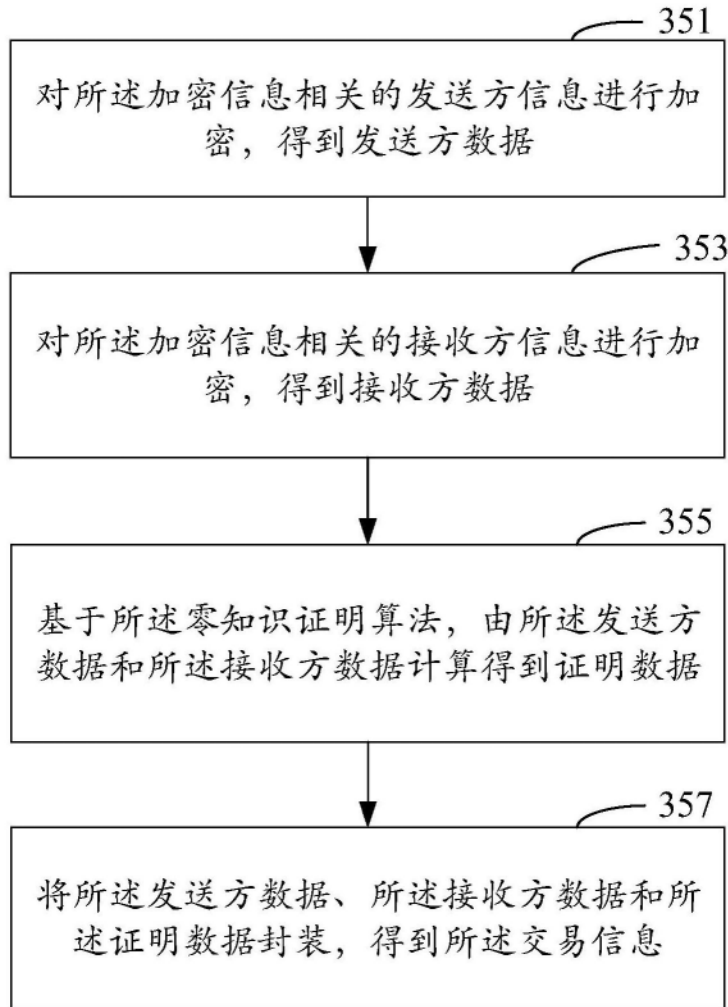 351
对所述加密信息相关的发送方信息进行加
密，得到发送方数据
353
对所述加密信息相关的接收方信息进行加
密，得到接收方数据
355
基于所述零知识证明算法，由所述发送方
数据和所述接收方数据计算得到证明数据
357
将所述发送方数据、所述接收方数据和所
述证明数据封装，得到所述交易信息